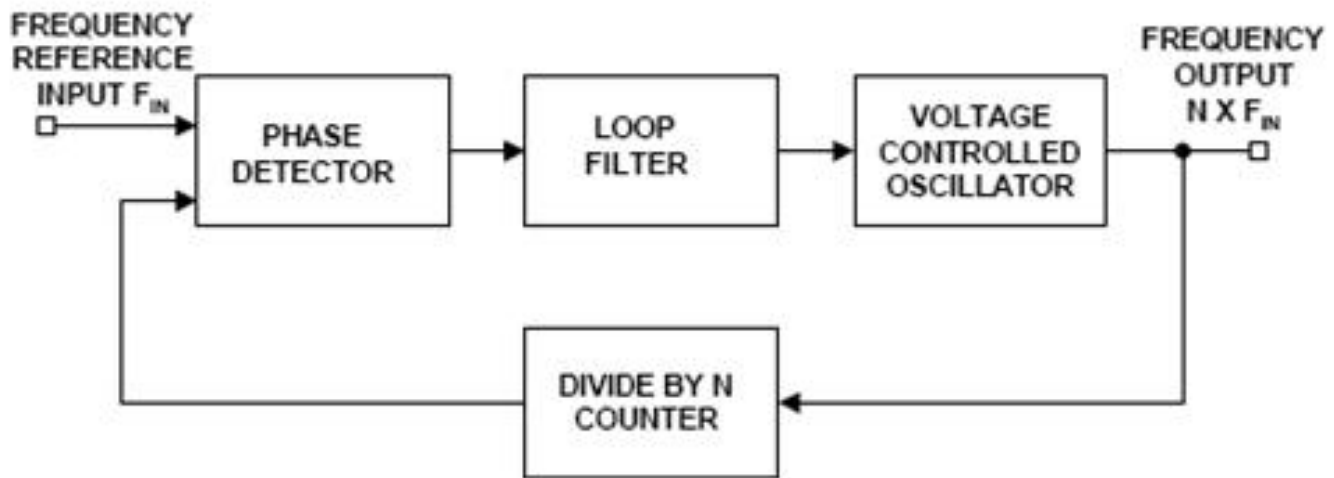 FREQUENCY
REFERENCE
INPUT F_IN
PHASE
DETECTOR
LOOP
FILTER
VOLTAGE
CONTROLLED
OSCILLATOR
FREQUENCY
OUTPUT
N X F_IN
DIVIDE BY N
COUNTER